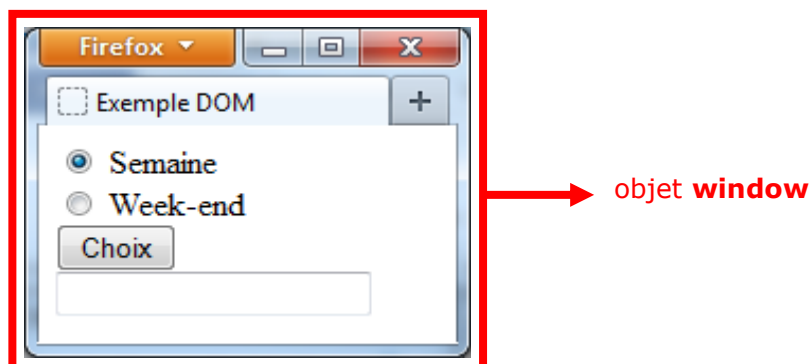 Firefox
Exemple DOM
Semaine
Week-end
Choix
objet window